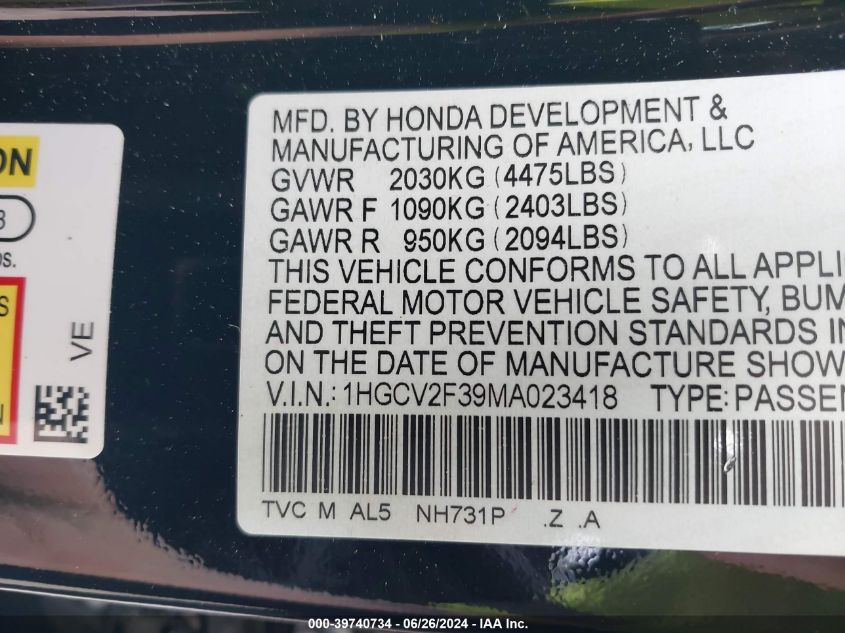 ON
3
OS.
S
VE
N
MFD. BY HONDA DEVELOPMENT &
MANUFACTURING OF AMERICA, LLC
GVWR 2030KG (4475LBS)
GAWR F 1090KG (2403LBS)
GAWR R 950KG (2094LBS)
THIS VEHICLE CONFORMS TO ALL APPLI
FEDERAL MOTOR VEHICLE SAFETY, BUM
AND THEFT PREVENTION STANDARDS IN
ON THE DATE OF MANUFACTURE SHOW
V.I.N.: 1HGCV2F39MA023418 TYPE: PASSEN
TVC M AL5 NH731P .Z .A
000-39740734 - 06/26/2024 - IAA Inc.